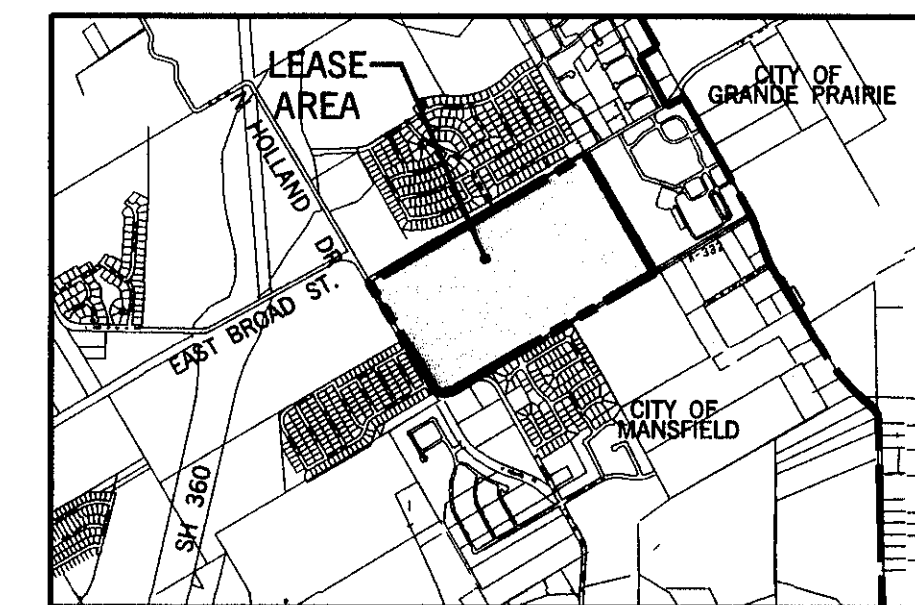 LEASE
AREA
CITY OF
GRANDE PRAIRIE
N HOLLAND DR
EAST BROAD ST.
CITY OF
MANSFIELD
SH 360